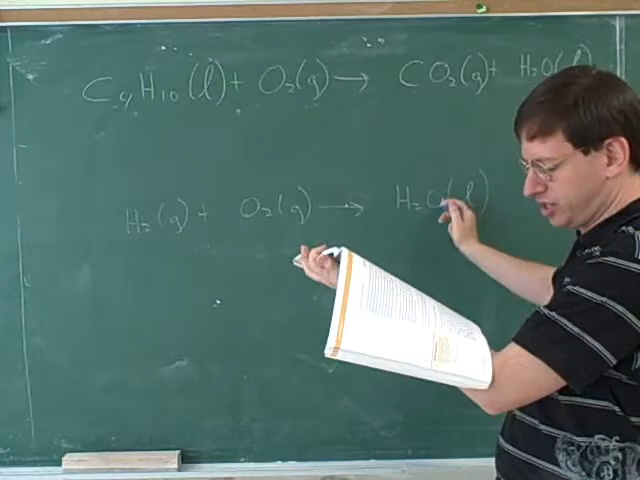 C₄H₁₀(l) + O₂(g) → CO₂(g) + H₂O(l)
H₂(g) + O₂(g) → H₂O(l)